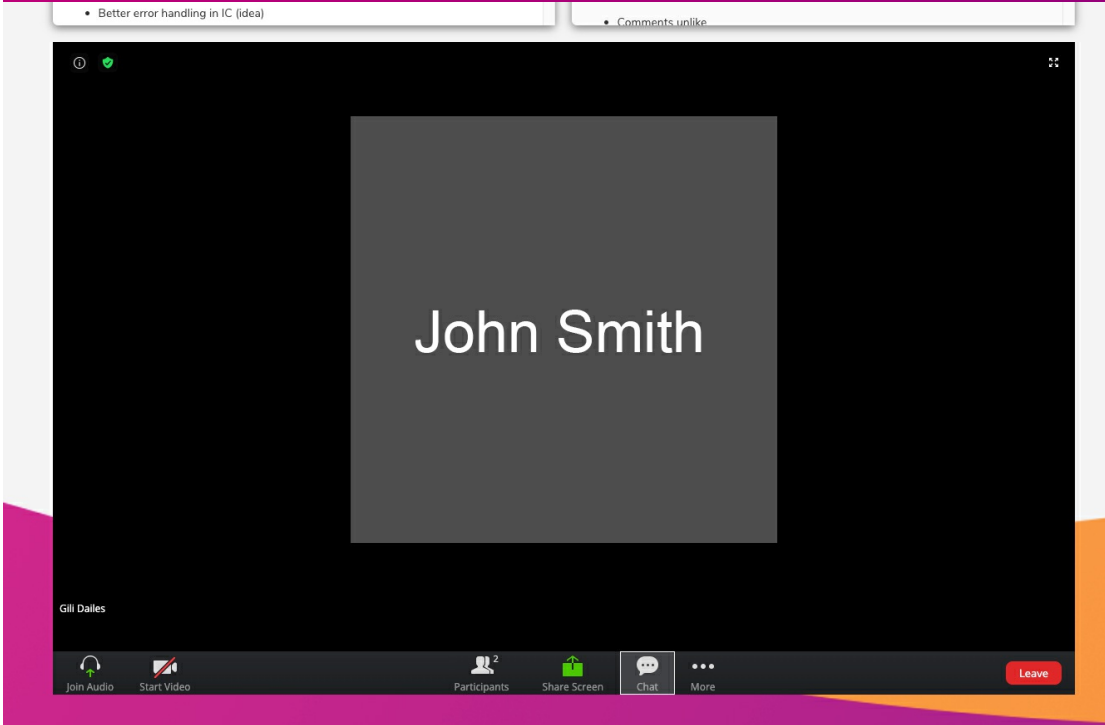 Better error handling in IC (idea)
Comments unlike
John Smith
Gili Dailes
2
Join Audio
Start Video
Participants
Share Screen
Chat
More
Leave